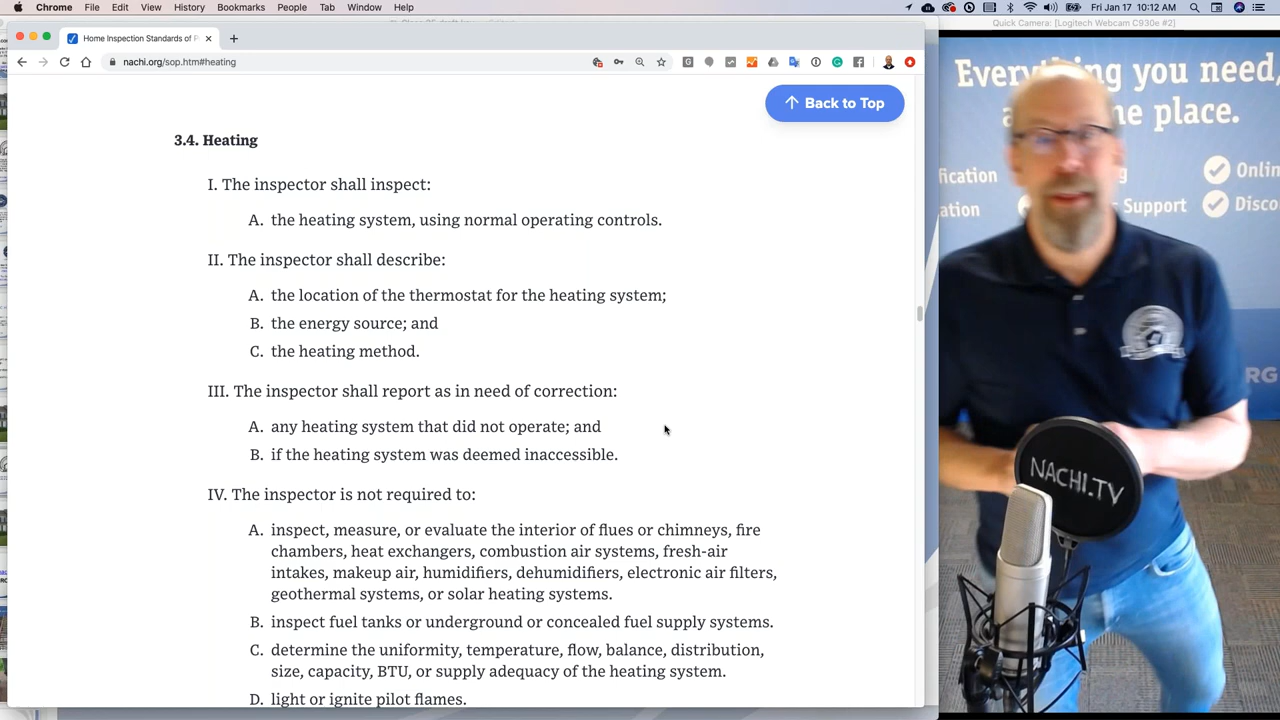 Chrome File Edit View History Bookmarks People Tab Window Help Fri Jan 17 10:12 AM
Quick Camera: [Logitech Webcam C930e #2]
Home Inspection Standards of P
nachi.org/sop.htm#heating
Back to Top
3.4. Heating
I. The inspector shall inspect:
A. the heating system, using normal operating controls.
II. The inspector shall describe:
A. the location of the thermostat for the heating system;
B. the energy source; and
C. the heating method.
III. The inspector shall report as in need of correction:
A. any heating system that did not operate; and
B. if the heating system was deemed inaccessible.
IV. The inspector is not required to:
A. inspect, measure, or evaluate the interior of flues or chimneys, fire
chambers, heat exchangers, combustion air systems, fresh-air
intakes, makeup air, humidifiers, dehumidifiers, electronic air filters,
geothermal systems, or solar heating systems.
B. inspect fuel tanks or underground or concealed fuel supply systems.
C. determine the uniformity, temperature, flow, balance, distribution,
size, capacity, BTU, or supply adequacy of the heating system.
D. light or ignite pilot flames.
Everything you need,
e place.
fication
g
Onlin
ation
Support
Disco
RG
NACHI.TV